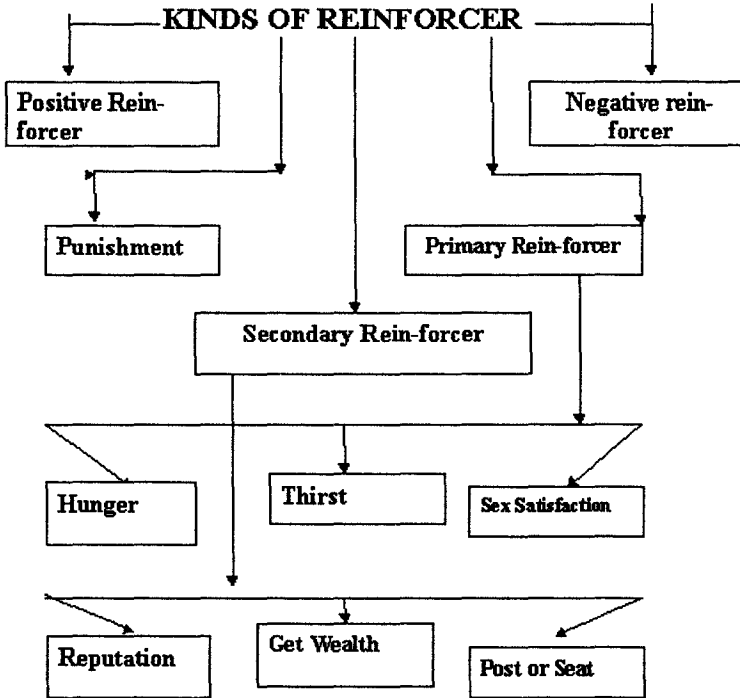 KINDS OF REINFORCER
Positive Rein-
forcer
Negative rein-
forcer
Punishment
Primary Rein-forcer
Secondary Rein-forcer
Hunger
Thirst
Sex Satisfaction
Reputation
Get Wealth
Post or Seat